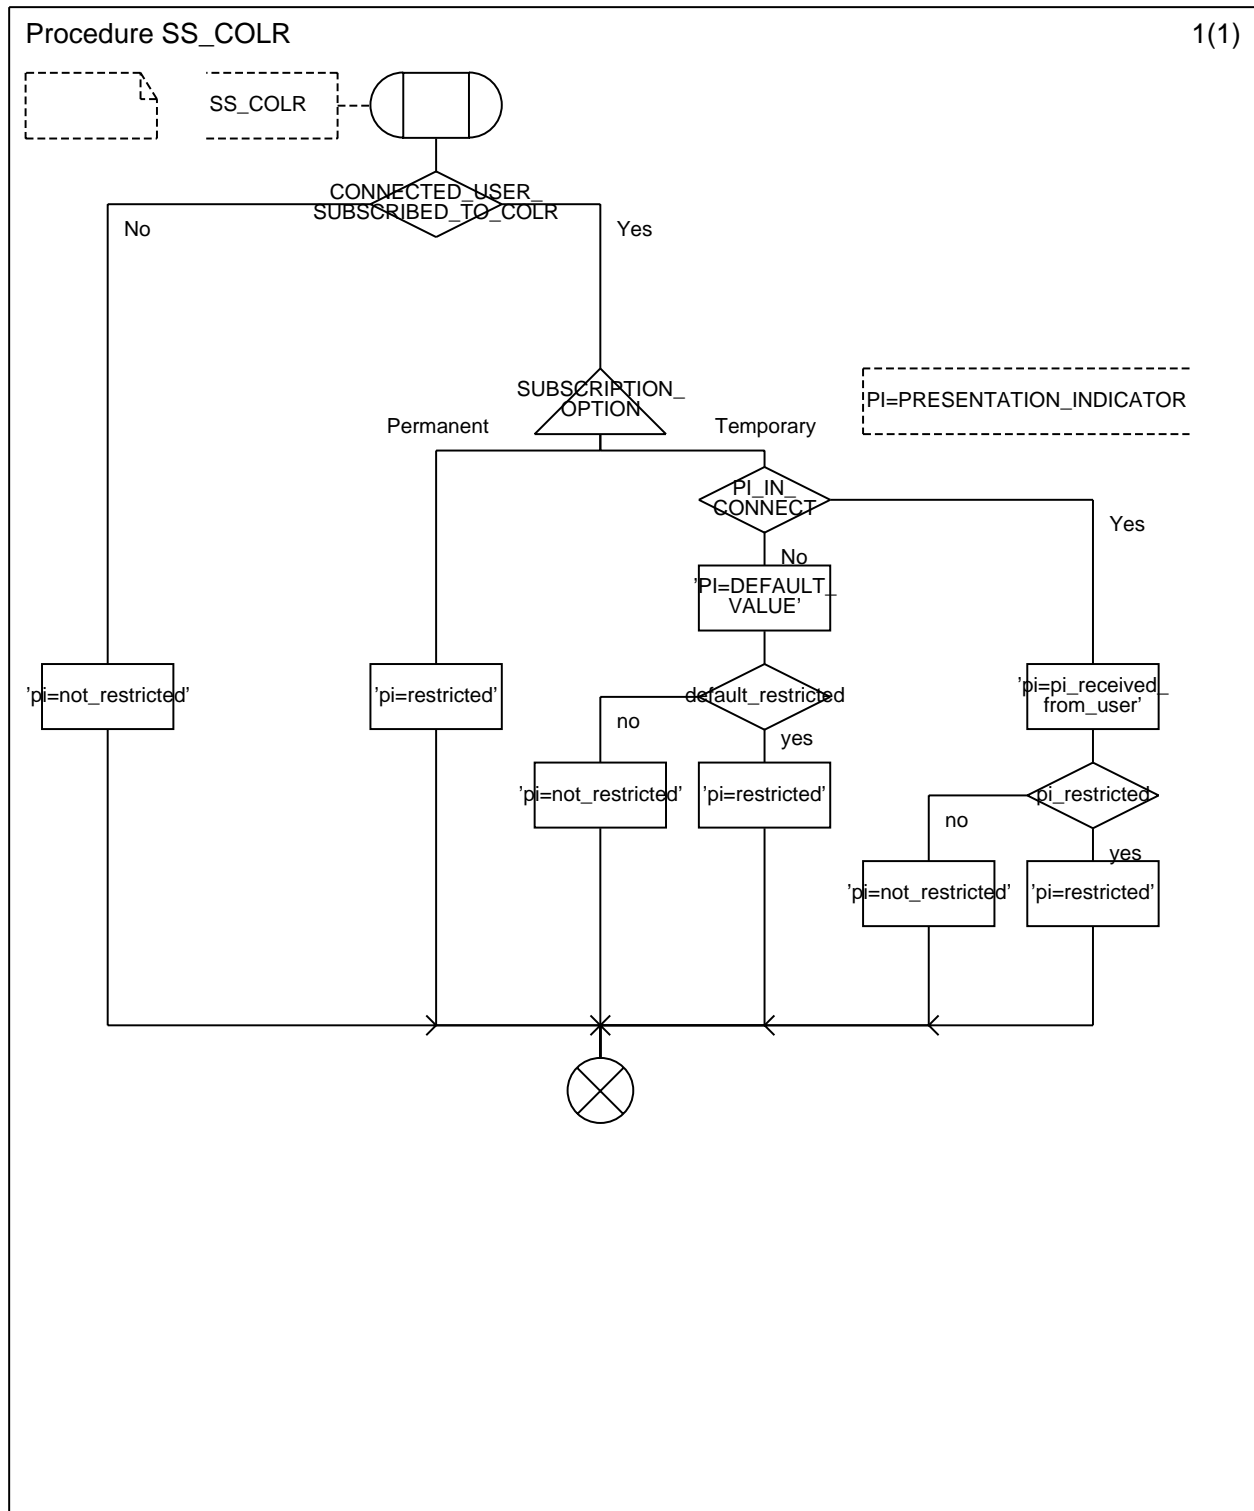 Procedure SS_COLR
1(1)
SS_COLR
CONNECTED_USER_
SUBSCRIBED_TO_COLR
No
Yes
SUBSCRIPTION_
OPTION
PI=PRESENTATION_INDICATOR
Permanent
Temporary
PI_IN_
CONNECT
Yes
No
'PI=DEFAULT_
VALUE'
'pi=not_restricted'
'pi=restricted'
default_restricted
'pi=pi_received_
from_user'
no
yes
'pi=not_restricted'
'pi=restricted'
pi_restricted
no
yes
'pi=not_restricted'
'pi=restricted'